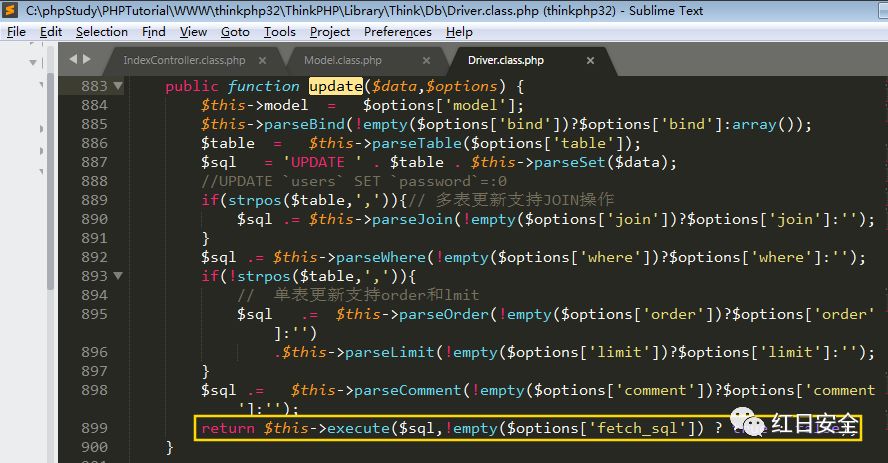 C:\phpStudy\PHPTutorial\WWW\thinkphp32\ThinkPHP\Library\Think\Db\Driver.class.php (thinkphp32) - Sublime Text
File Edit Selection Find View Goto Tools Project Preferences Help
IndexController.class.php × Model.class.php × Driver.class.php ×
883 public function update($data,$options) {
884 $this->model = $options['model'];
885 $this->parseBind(!empty($options['bind'])?$options['bind']:array());
886 $table = $this->parseTable($options['table']);
887 $sql = 'UPDATE ' . $table . $this->parseSet($data);
888 //UPDATE `users` SET `password`=:0
889 if(strpos($table,',')){// 多表更新支持JOIN操作
890 $sql .= $this->parseJoin(!empty($options['join'])?$options['join']:'');
891 }
892 $sql .= $this->parseWhere(!empty($options['where'])?$options['where']:'');
893 if(!strpos($table,',')){
894 // 单表更新支持order和lmit
895 $sql .= $this->parseOrder(!empty($options['order'])?$options['order'
]:'')
896 .$this->parseLimit(!empty($options['limit'])?$options['limit']:'');
897 }
898 $sql .= $this->parseComment(!empty($options['comment'])?$options['comment
']:'');
899 return $this->execute($sql,!empty($options['fetch_sql']) ?
900 }
红日安全